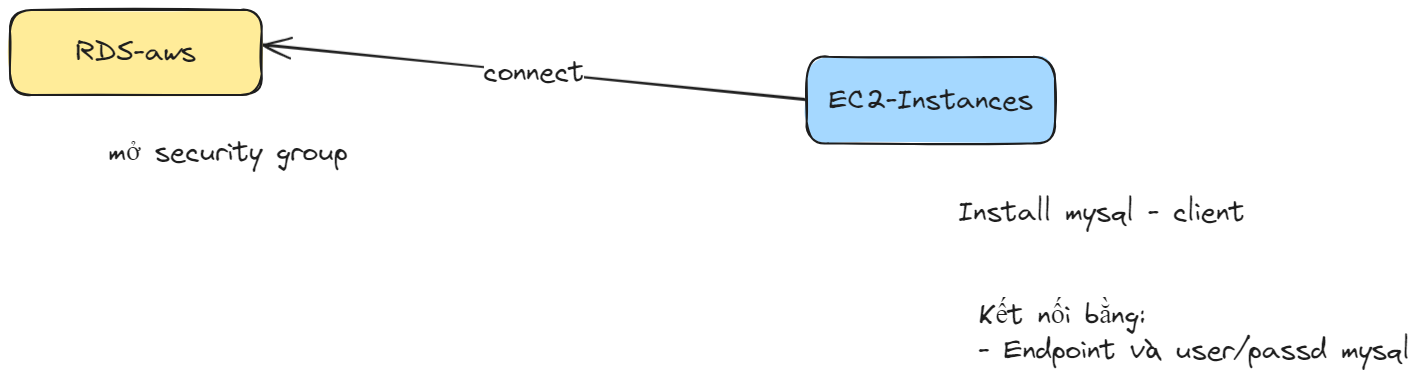 RDS-aws
connect
EC2-Instances
mở security group
Install mysql - client
Kết nối bằng:
- Endpoint và user/passd mysql